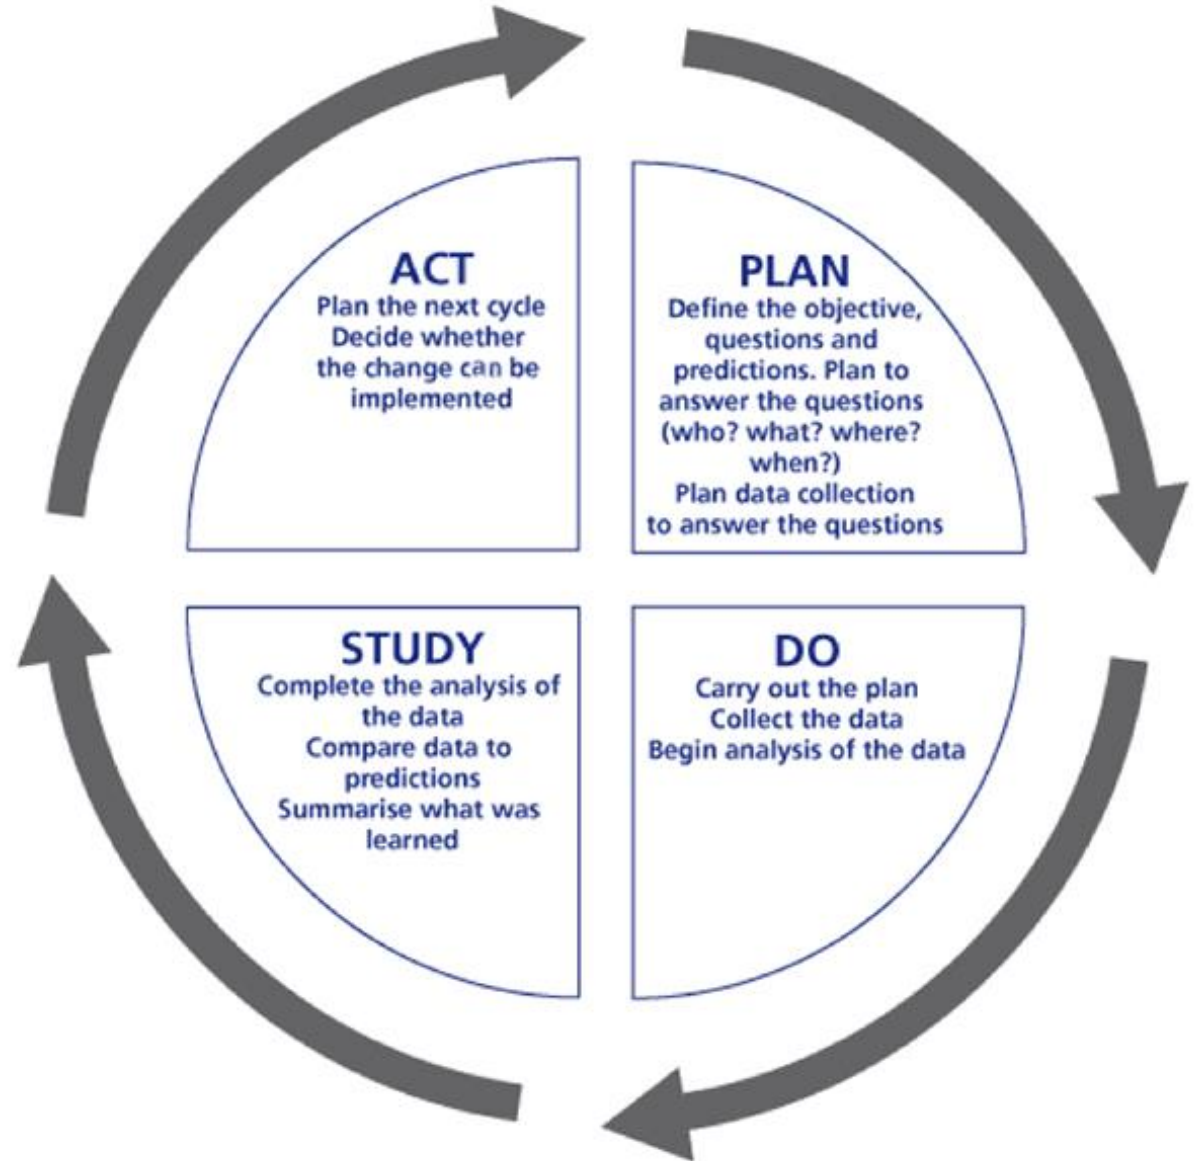 ACT
Plan the next cycle
Decide whether
the change can be
implemented
PLAN
Define the objective,
questions and
predictions. Plan to
answer the questions
(who? what? where?
when?)
Plan data collection
to answer the questions
STUDY
Complete the analysis of
the data
Compare data to
predictions
Summarise what was
learned
DO
Carry out the plan
Collect the data
Begin analysis of the data